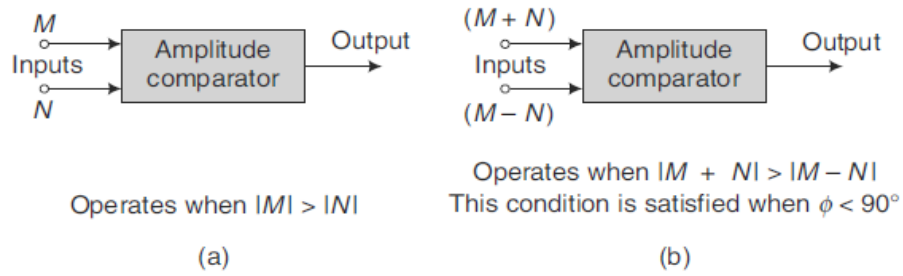 M
Inputs
N
Amplitude
comparator
Output
Operates when |M| > |N|
(a)
(M + N)
Inputs
(M – N)
Amplitude
comparator
Output
Operates when |M + N| > |M – N|
This condition is satisfied when ϕ < 90°
(b)